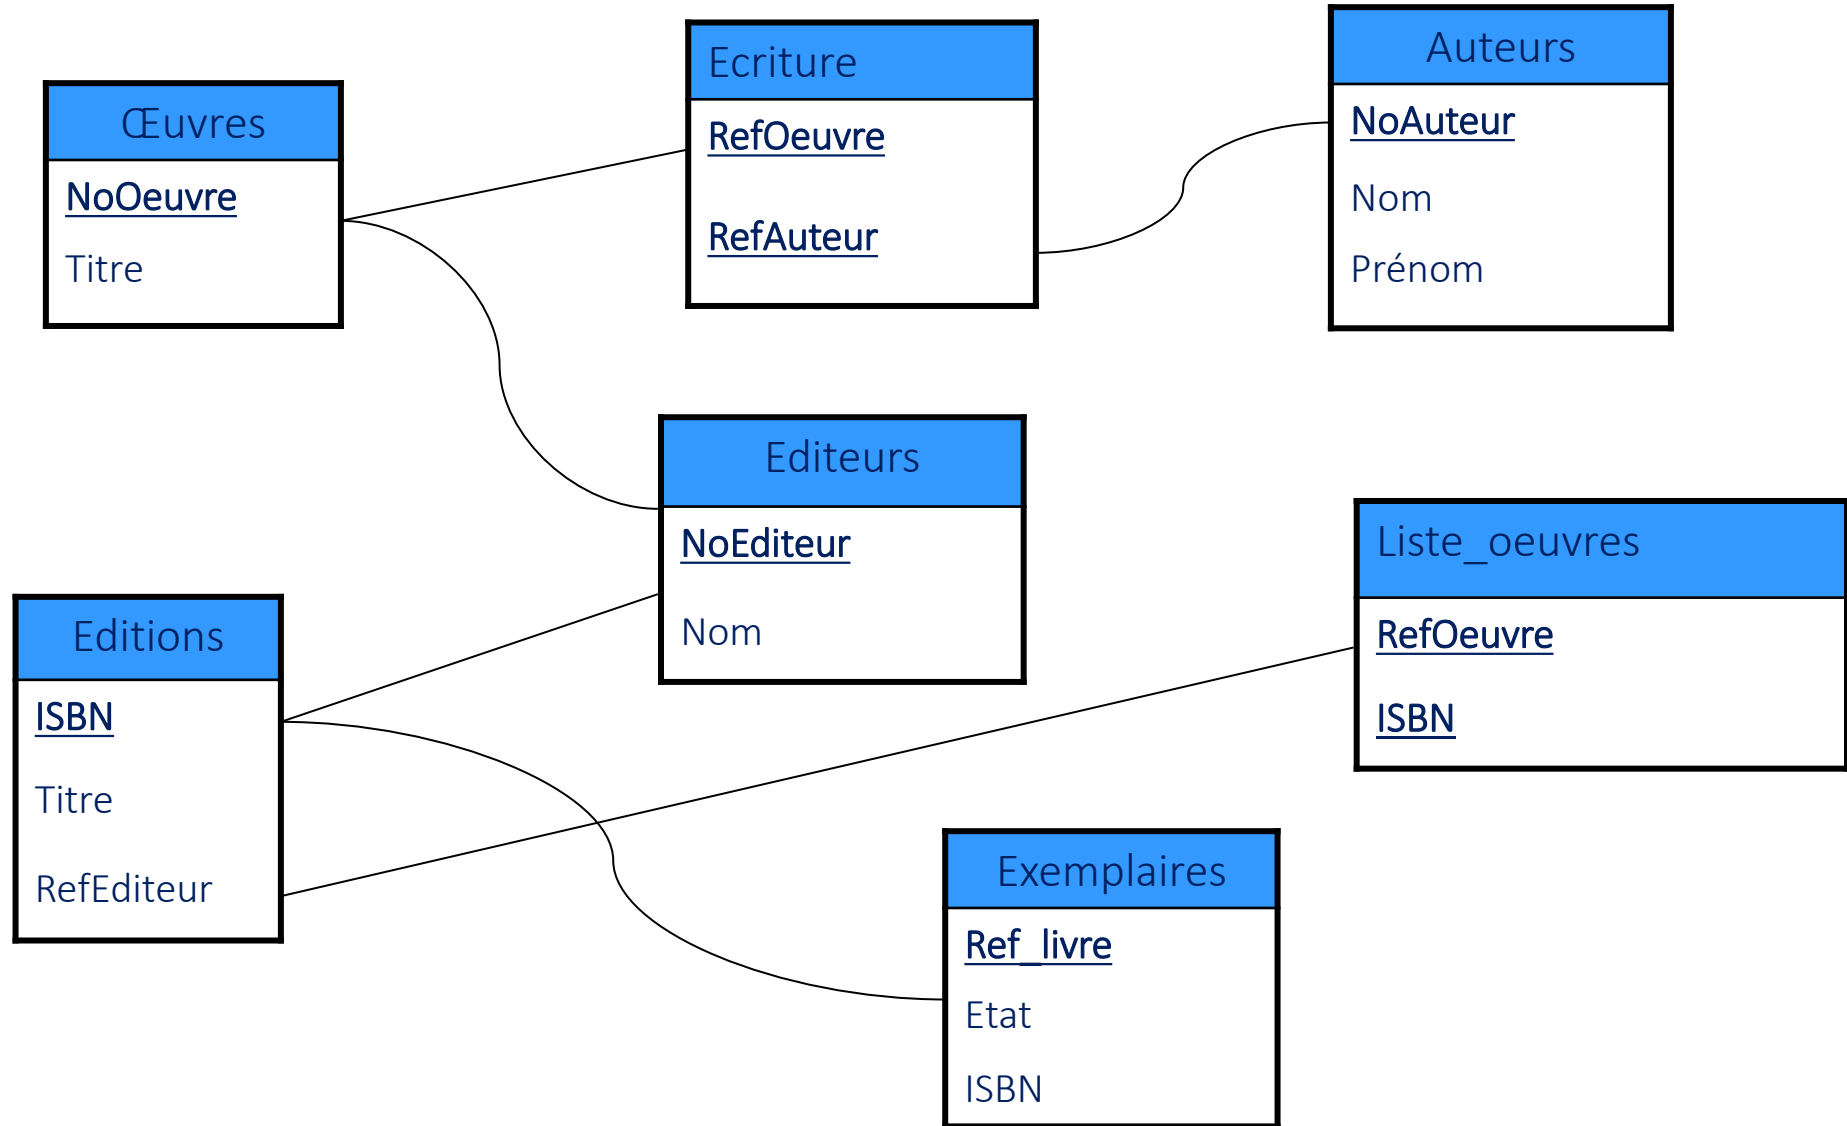 Œuvres
NoOeuvre
Titre
Ecriture
RefOeuvre
RefAuteur
Auteurs
NoAuteur
Nom
Prénom
Editeurs
NoEditeur
Nom
Liste_oeuvres
RefOeuvre
ISBN
Editions
ISBN
Titre
RefEditeur
Exemplaires
Ref_livre
Etat
ISBN